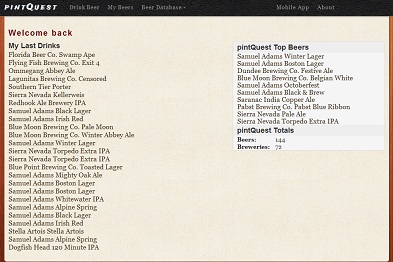 PINTQUEST Drink Beer My Beers Beer Database Mobile App About
Welcome back
My Last Drinks
Florida Beer Co. Swamp Ape
Flying Fish Brewing Co. Exit 4
Ommegang Abbey Ale
Lagunitas Brewing Co. Censored
Southern Tier Porter
Sierra Nevada Kellerweis
Redhook Ale Brewery IPA
Samuel Adams Black Lager
Samuel Adams Irish Red
Blue Moon Brewing Co. Pale Moon
Blue Moon Brewing Co. Winter Abbey Ale
Samuel Adams Winter Lager
Sierra Nevada Torpedo Extra IPA
Sierra Nevada Torpedo Extra IPA
Blue Point Brewing Co. Toasted Lager
Samuel Adams Mighty Oak Ale
Samuel Adams Boston Lager
Samuel Adams Boston Lager
Samuel Adams Whitewater IPA
Samuel Adams Alpine Spring
Samuel Adams Black Lager
Samuel Adams Irish Red
Stella Artois Stella Artois
Samuel Adams Alpine Spring
Dogfish Head 120 Minute IPA
pintQuest Top Beers
Samuel Adams Winter Lager
Samuel Adams Boston Lager
Dundee Brewing Co. Festive Ale
Blue Moon Brewing Co. Belgian White
Samuel Adams Octoberfest
Samuel Adams Black & Brew
Saranac India Copper Ale
Pabst Brewing Co. Pabst Blue Ribbon
Sierra Nevada Pale Ale
Sierra Nevada Torpedo Extra IPA
pintQuest Totals
Beers: 144
Breweries: 72